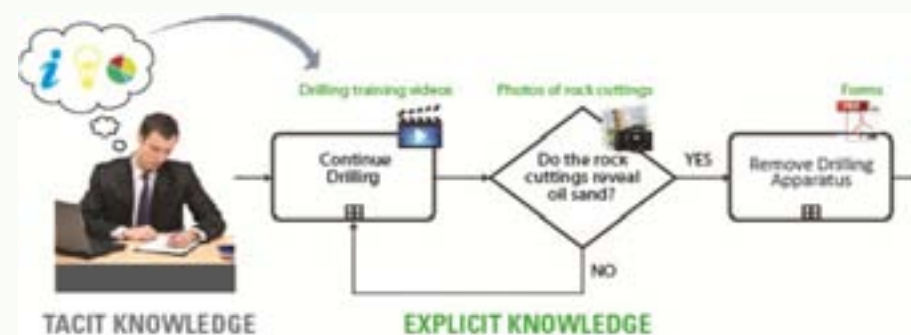 Drilling training videos
Photos of rock cuttings
Forms
Continue
Drilling
Do the rock
cuttings reveal
oil sand?
YES
Remove Drilling
Apparatus
NO
TACIT KNOWLEDGE
EXPLICIT KNOWLEDGE